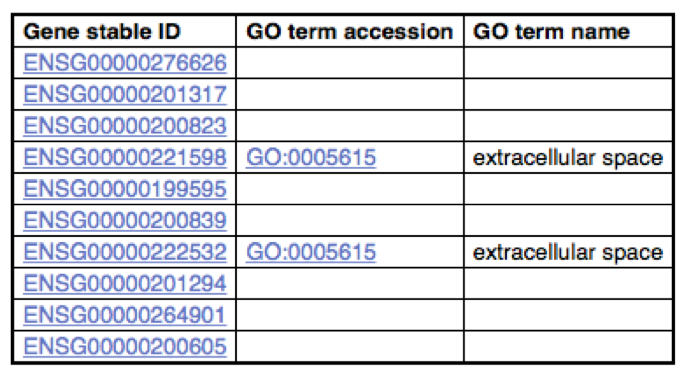 Gene stable ID GO term accession GO term name
ENSG00000276626
ENSG00000201317
ENSG00000200823
ENSG00000221598 GO:0005615 extracellular space
ENSG00000199595
ENSG00000200839
ENSG00000222532 GO:0005615 extracellular space
ENSG00000201294
ENSG00000264901
ENSG00000200605